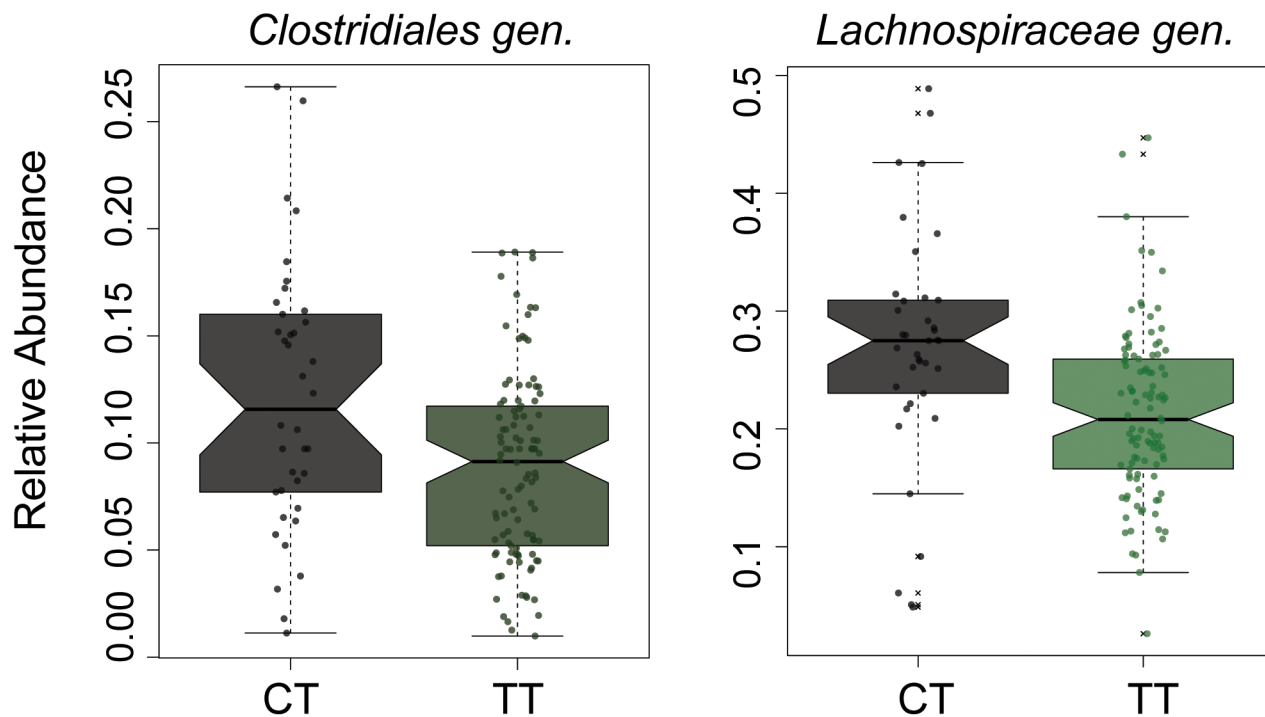 Clostridiales gen.
Lachnospiraceae gen.
Relative Abundance
0.25
0.20
0.15
0.10
0.05
0.00
CT
TT
0.5
0.4
0.3
0.2
0.1
CT
TT